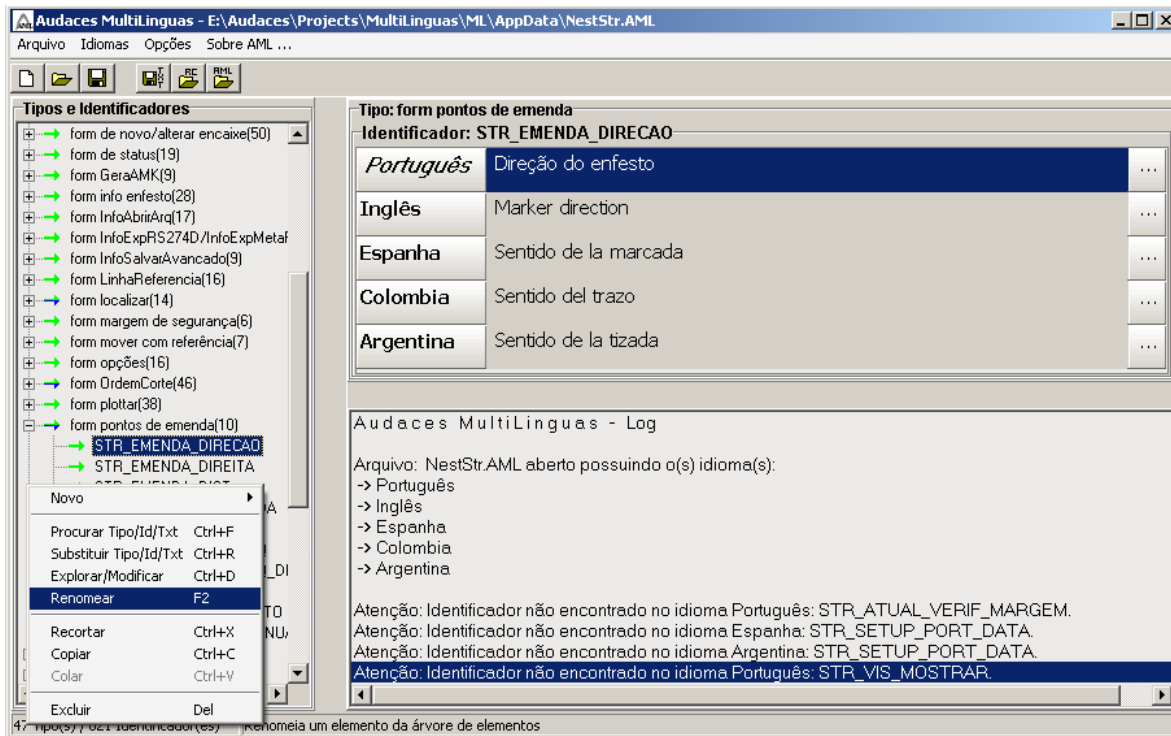 Audaces MultiLinguas - E:\Audaces\Projects\MultiLinguas\ML\AppData\NestStr.AML
Arquivo Idiomas Opções Sobre AML ...
Tipos e Identificadores
form de novo/alterar encaixe(50)
form de status(19)
form GeraAMK(9)
form info enfesto(28)
form InfoAbrirArq(17)
form InfoExpRS274D/InfoExpMetaf
form InfoSalvarAvancado(9)
form LinhaReferencia(16)
form localizar(14)
form margem de segurança(6)
form mover com referência(7)
form opções(16)
form OrdemCorte(46)
form plottar(38)
form pontos de emenda(10)
STR_EMENDA_DIRECAO
STR_EMENDA_DIREITA
Novo
Procurar Tipo/Id/Txt Ctrl+F
Substituir Tipo/Id/Txt Ctrl+R
Explorar/Modificar Ctrl+D
Renomear F2
Recortar Ctrl+X
Copiar Ctrl+C
Colar Ctrl+V
Excluir Del
Tipo: form pontos de emenda
Identificador: STR_EMENDA_DIRECAO
Português Direção do enfesto ...
Inglês Marker direction ...
Espanha Sentido de la marcada ...
Colombia Sentido del trazo ...
Argentina Sentido de la tizada ...
Audaces MultiLinguas - Log
Arquivo: NestStr.AML aberto possuindo o(s) idioma(s):
-> Português
-> Inglês
-> Espanha
-> Colombia
-> Argentina
Atenção: Identificador não encontrado no idioma Português: STR_ATUAL_VERIF_MARGEM.
Atenção: Identificador não encontrado no idioma Espanha: STR_SETUP_PORT_DATA.
Atenção: Identificador não encontrado no idioma Argentina: STR_SETUP_PORT_DATA.
Atenção: Identificador não encontrado no idioma Português: STR_VIS_MOSTRAR.
Renomeia um elemento da árvore de elementos